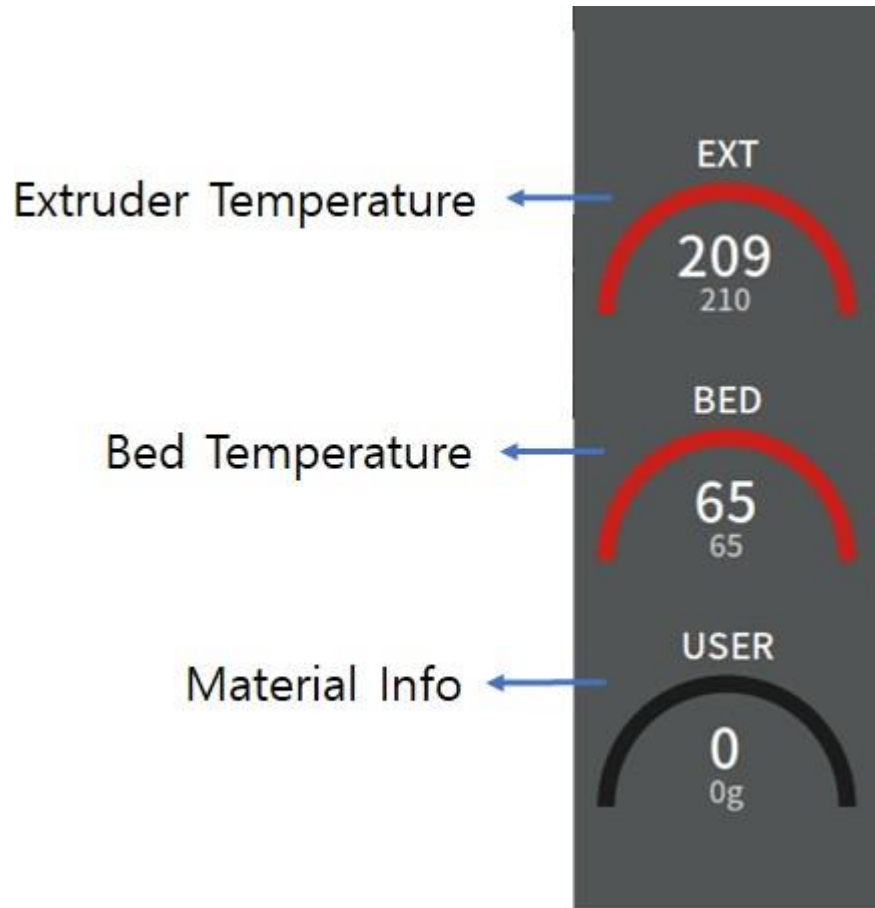 EXT
Extruder Temperature
209
210
BED
Bed Temperature
65
65
USER
Material Info
0
0g